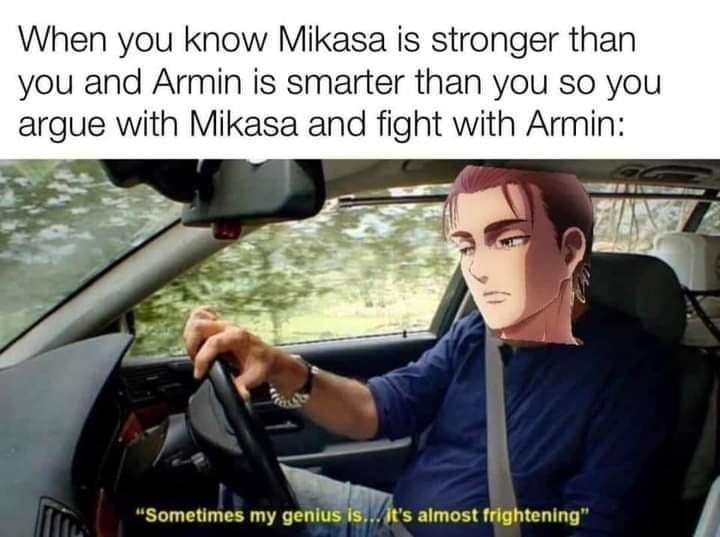 When you know Mikasa is stronger than
you and Armin is smarter than you so you
argue with Mikasa and fight with Armin:
“Sometimes my genius is...it's almost frightening”